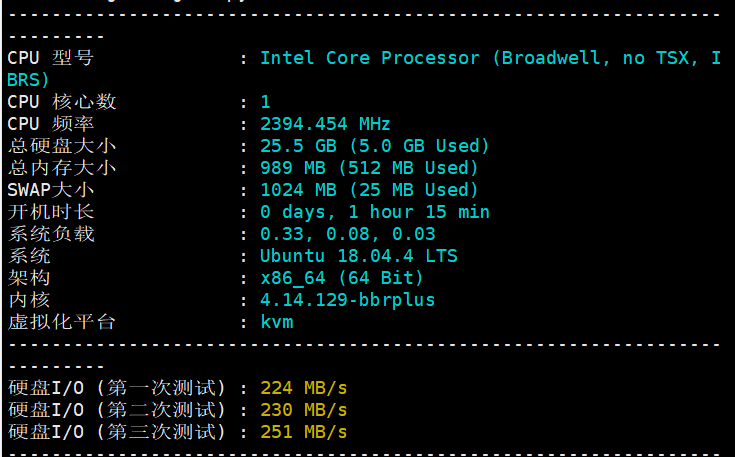 ---------------------------------------------------------------------------
CPU 型号             : Intel Core Processor (Broadwell, no TSX, I
BRS)
CPU 核心数           : 1
CPU 频率             : 2394.454 MHz
总硬盘大小           : 25.5 GB (5.0 GB Used)
总内存大小           : 989 MB (512 MB Used)
SWAP大小             : 1024 MB (25 MB Used)
开机时长             : 0 days, 1 hour 15 min
系统负载             : 0.33, 0.08, 0.03
系统                 : Ubuntu 18.04.4 LTS
架构                 : x86_64 (64 Bit)
内核                 : 4.14.129-bbrplus
虚拟化平台           : kvm
---------------------------------------------------------------------------
硬盘I/O (第一次测试) : 224 MB/s
硬盘I/O (第二次测试) : 230 MB/s
硬盘I/O (第三次测试) : 251 MB/s
---------------------------------------------------------------------------